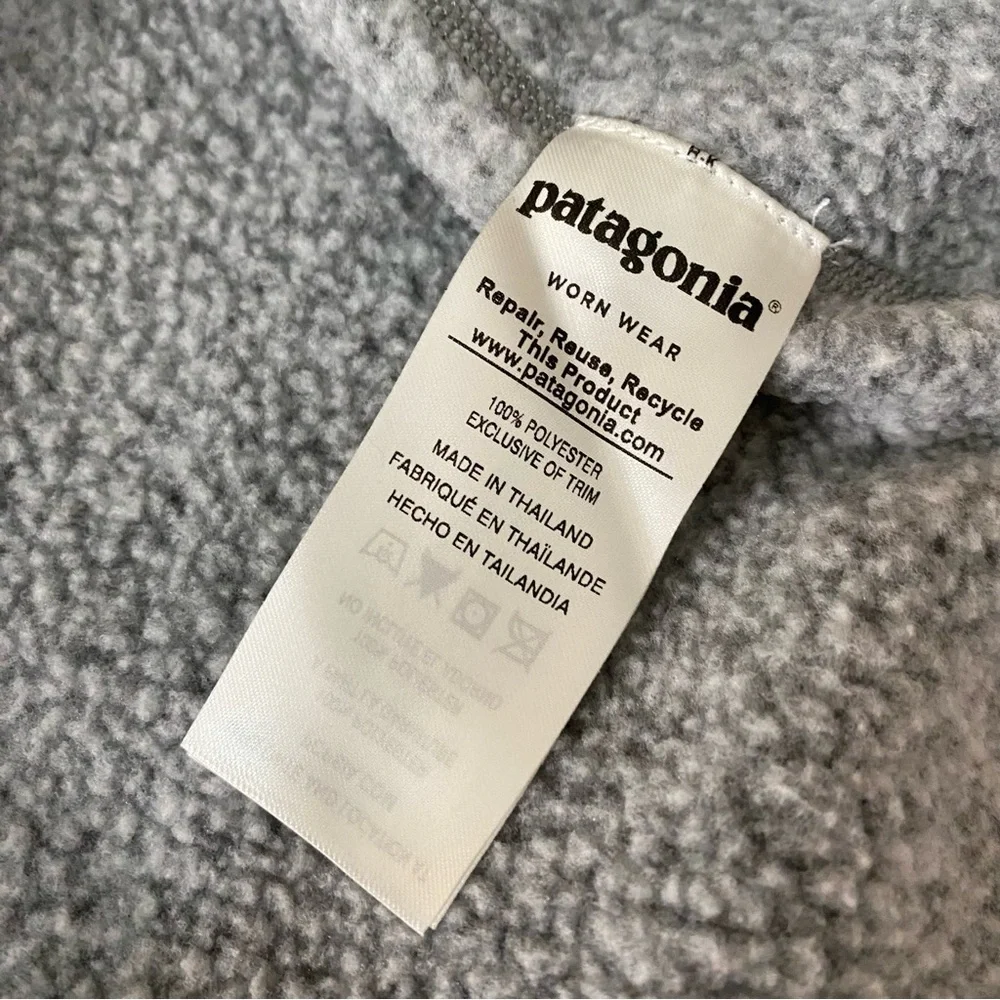 H-K
patagonia®
WORN WEAR
Repair, Reuse, Recycle
This Product
www.patagonia.com
100% POLYESTER
EXCLUSIVE OF TRIM
MADE IN THAILAND
FABRIQUÉ EN THAÏLANDE
HECHO EN TAILANDIA